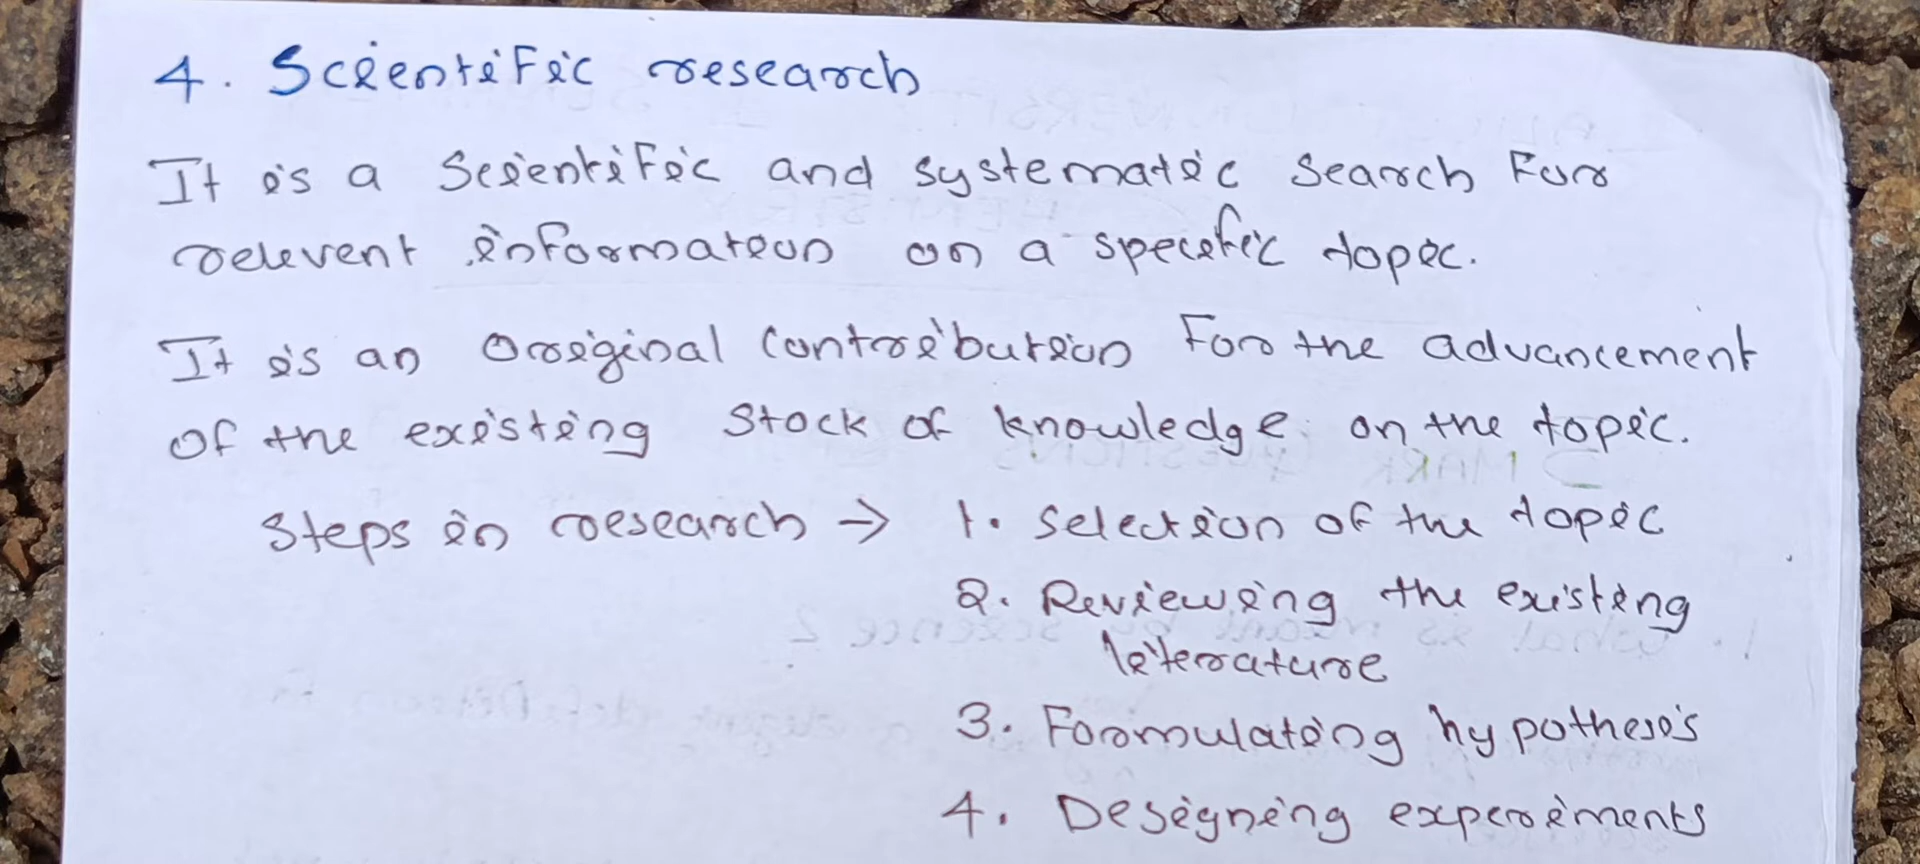 4. Scientific research
It is a Scientific and systematic search For
relevent information on a specific topic.
It is an Original contribution For the advancement
of the existing stock of knowledge on the topic.
Steps in research → 1. Selection of the topic
2. Reviewing the existing
literature
3. Formulating hypothesis
4. Designing experiments